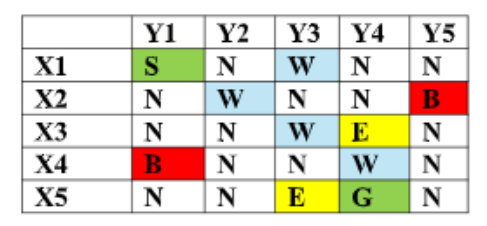 Y1 Y2 Y3 Y4 Y5
X1 S N W N N
X2 N W N N B
X3 N N W E N
X4 B N N W N
X5 N N E G N